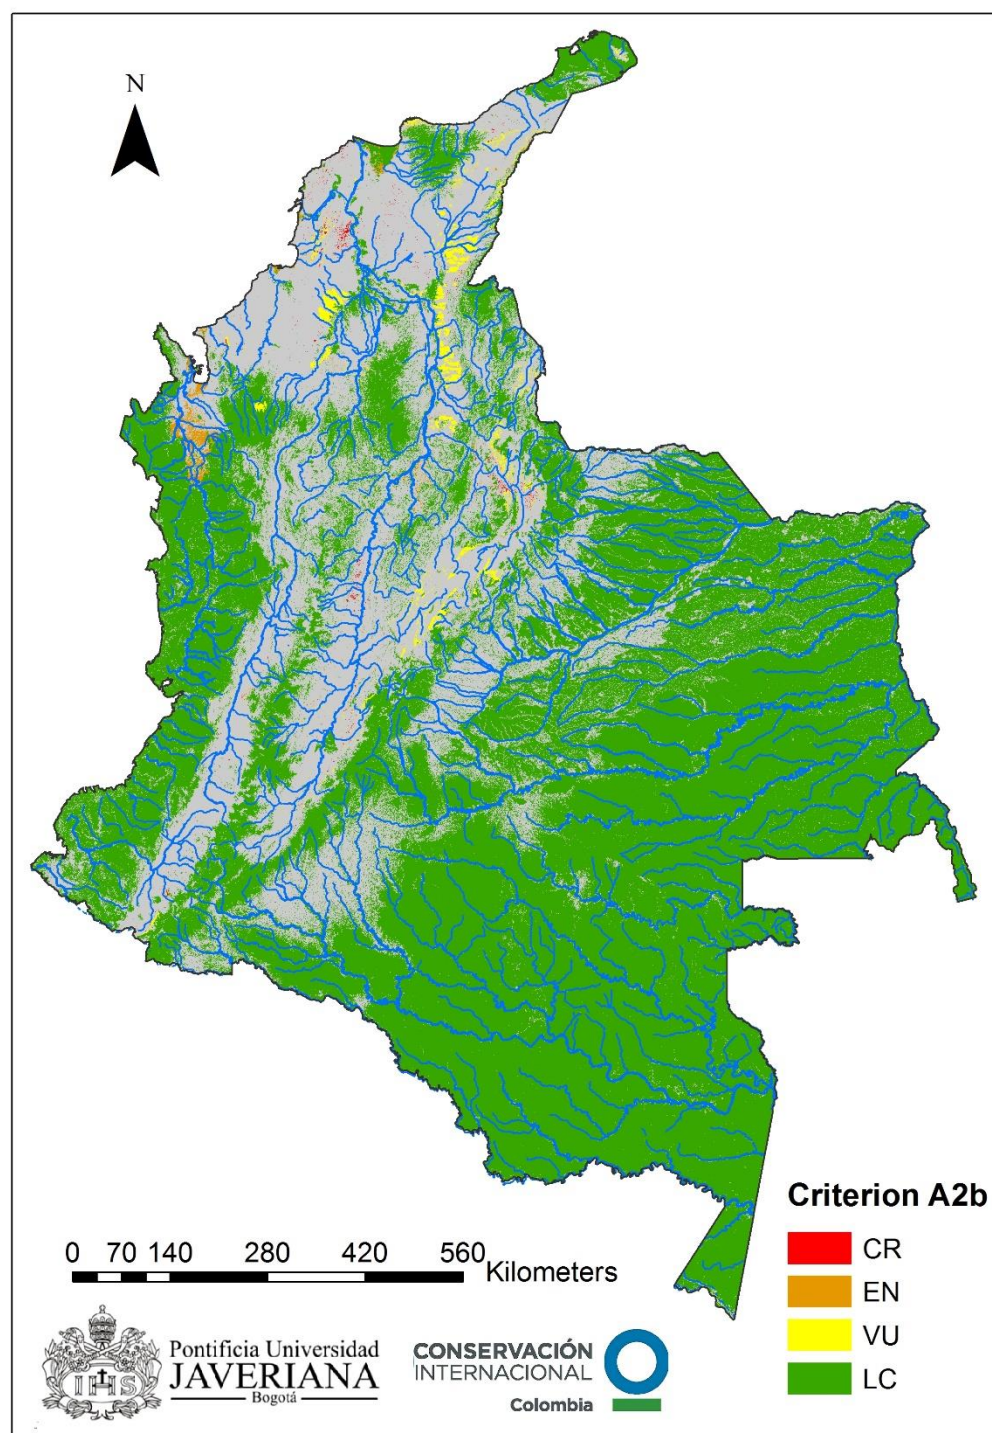 N
Criterion A2b
CR
EN
VU
LC
0 70 140 280 420 560 Kilometers
Pontificia Universidad
JAVERIANA
Bogotá
IHS
CONSERVACIÓN
INTERNACIONAL
Colombia